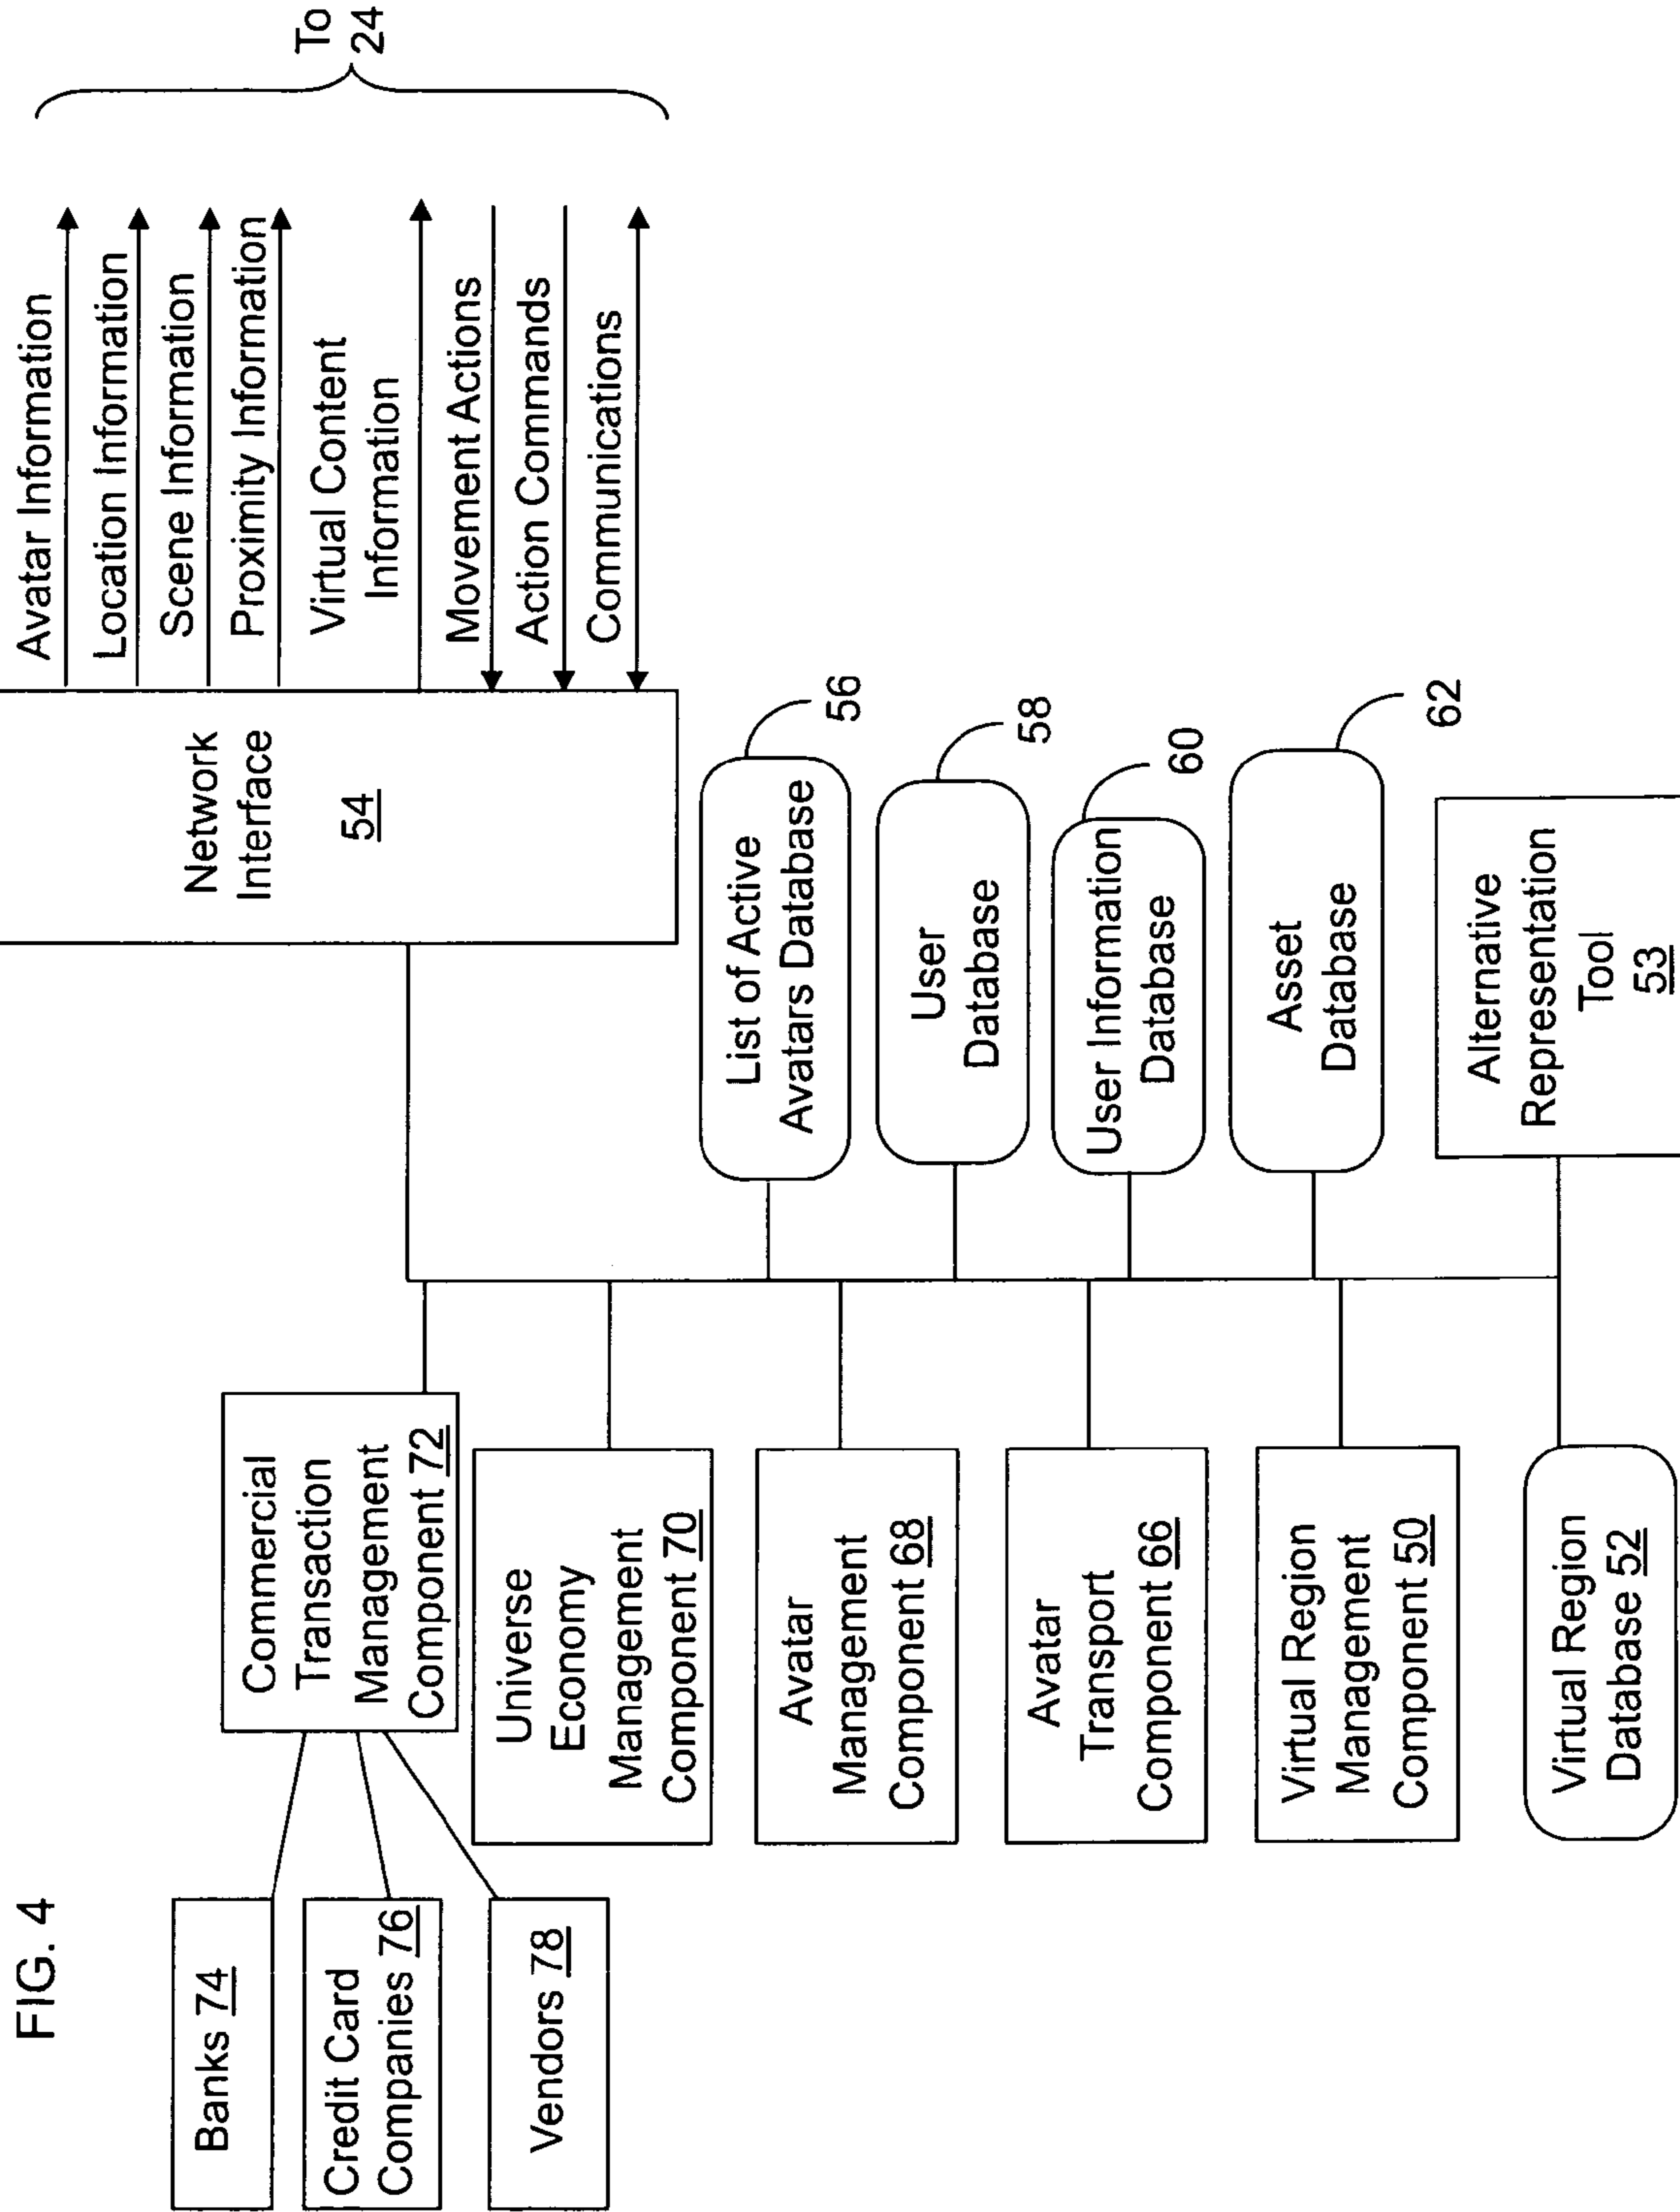 FIG. 4
Banks 74
Credit Card
Companies 76
Vendors 78
Commercial
Transaction
Management
Component 72
Universe
Economy
Management
Component 70
Avatar
Management
Component 68
Avatar
Transport
Component 66
Virtual Region
Management
Component 50
Virtual Region
Database 52
Network
Interface
54
List of Active
Avatars Database
56
User
Database
58
User Information
Database
60
Asset
Database
62
Alternative
Representation
Tool
53
Avatar Information
Location Information
Scene Information
Proximity Information
Virtual Content
Information
Movement Actions
Action Commands
Communications
To
24